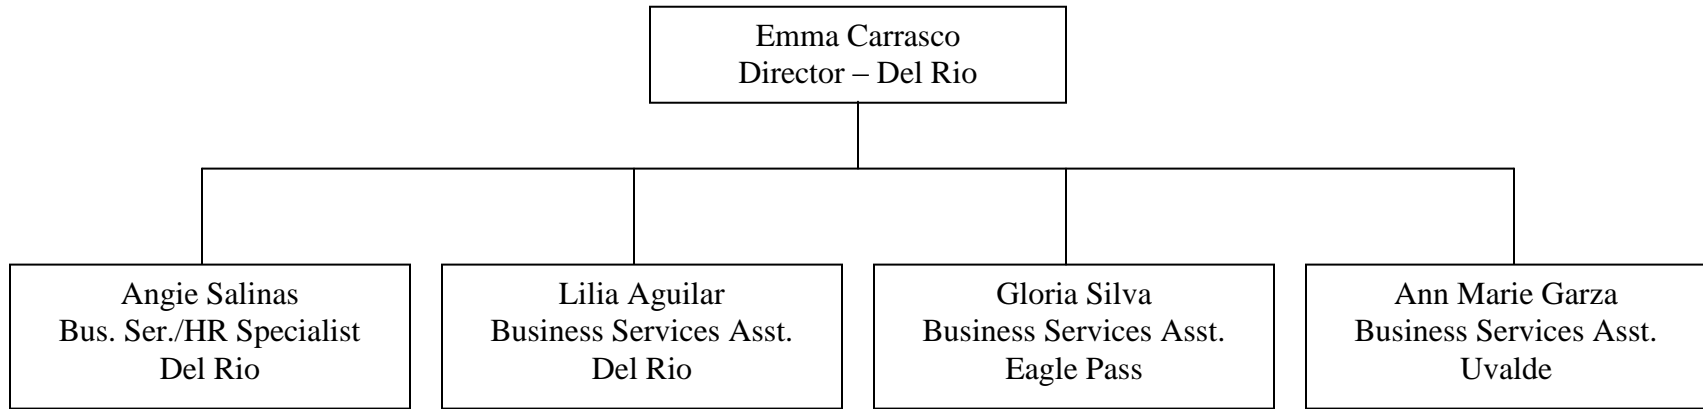 Emma Carrasco
Director – Del Rio
Angie Salinas
Bus. Ser./HR Specialist
Del Rio
Lilia Aguilar
Business Services Asst.
Del Rio
Gloria Silva
Business Services Asst.
Eagle Pass
Ann Marie Garza
Business Services Asst.
Uvalde